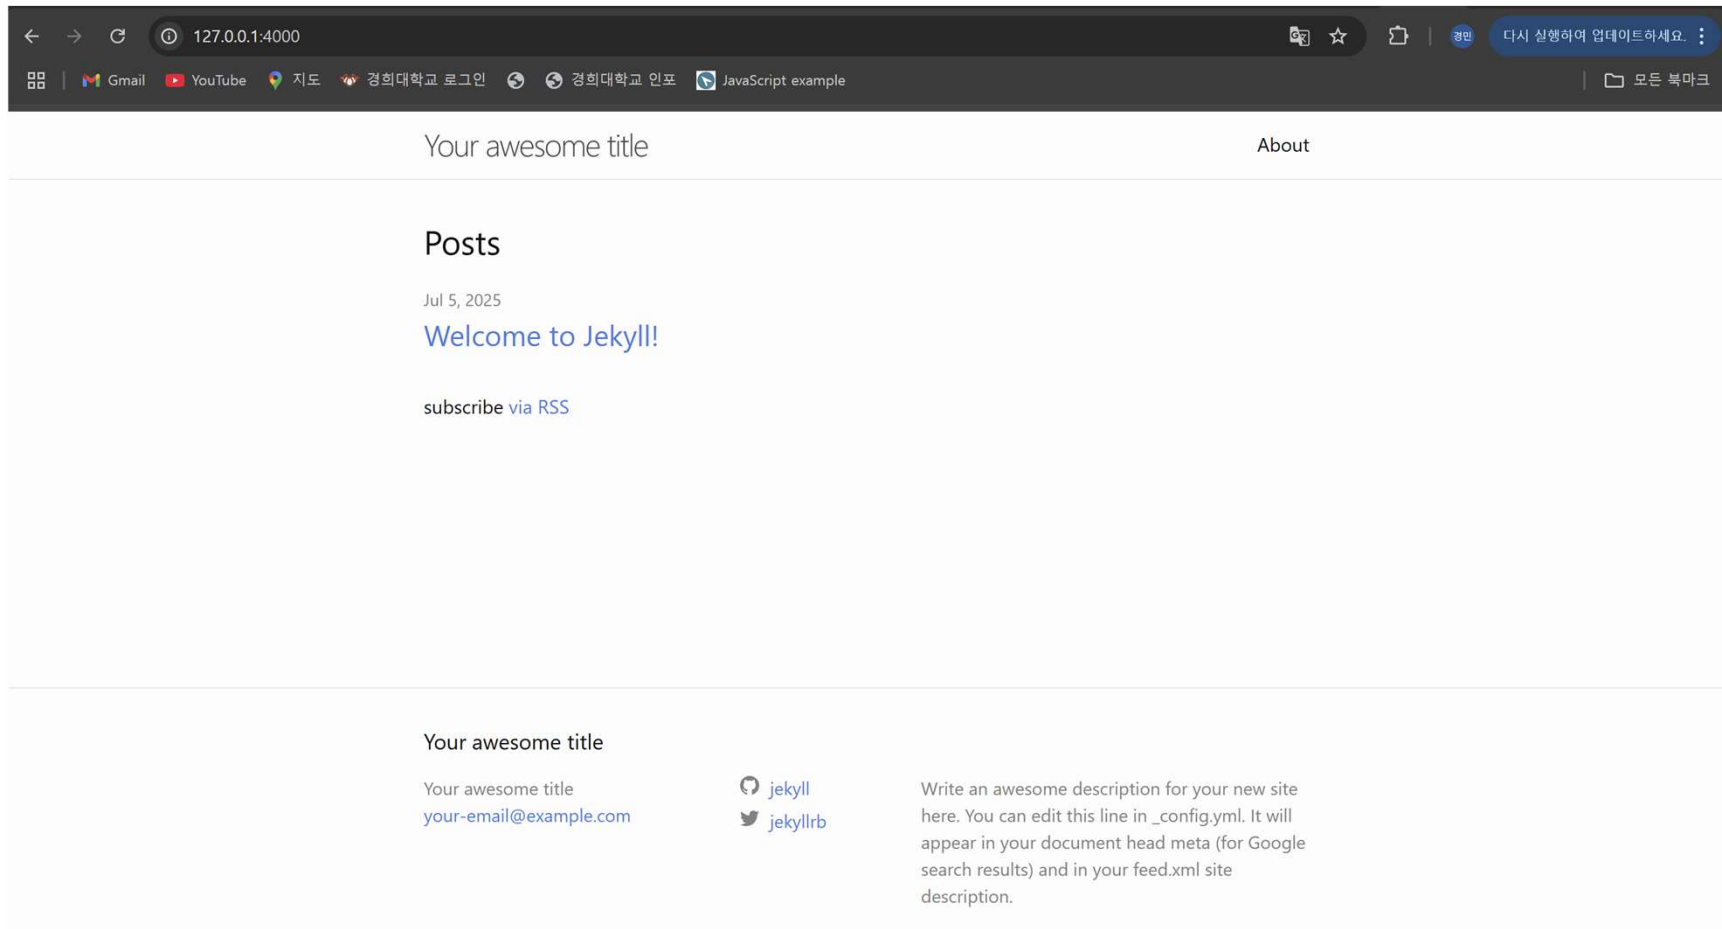 127.0.0.1:4000
경민
다시 실행하여 업데이트하세요.
Gmail
YouTube
지도
경희대학교 로그인
경희대학교 인포
JavaScript example
모든 북마크
Your awesome title
About
Posts
Jul 5, 2025
Welcome to Jekyll!
subscribe via RSS
Your awesome title
Your awesome title
your-email@example.com
jekyll
jekyllrb
Write an awesome description for your new site
here. You can edit this line in _config.yml. It will
appear in your document head meta (for Google
search results) and in your feed.xml site
description.